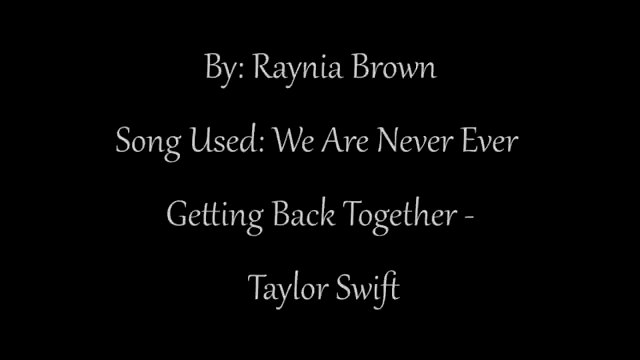 By: Raynia Brown
Song Used: We Are Never Ever
Getting Back Together -
Taylor Swift